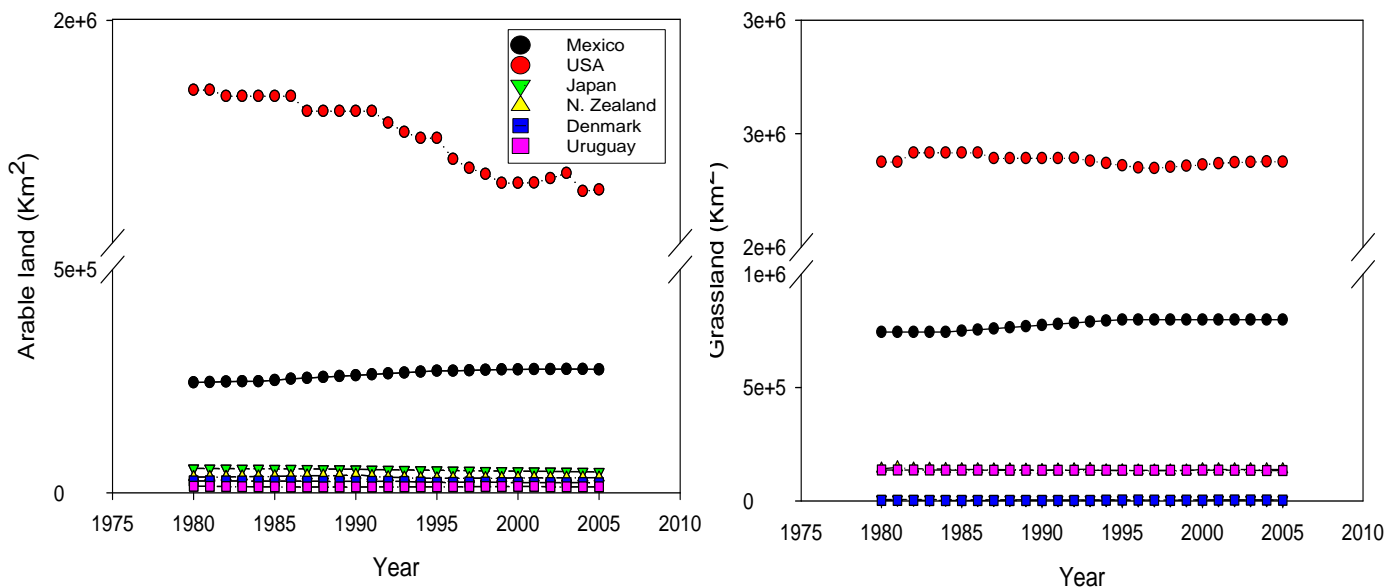 2e+6
5e+5
0
1975 1980 1985 1990 1995 2000 2005 2010
Year
Arable land (Km2)
Mexico
USA
Japan
N. Zealand
Denmark
Uruguay
3e+6
3e+6
2e+6
1e+6
5e+5
0
1975 1980 1985 1990 1995 2000 2005 2010
Year
Grassland (Km2)